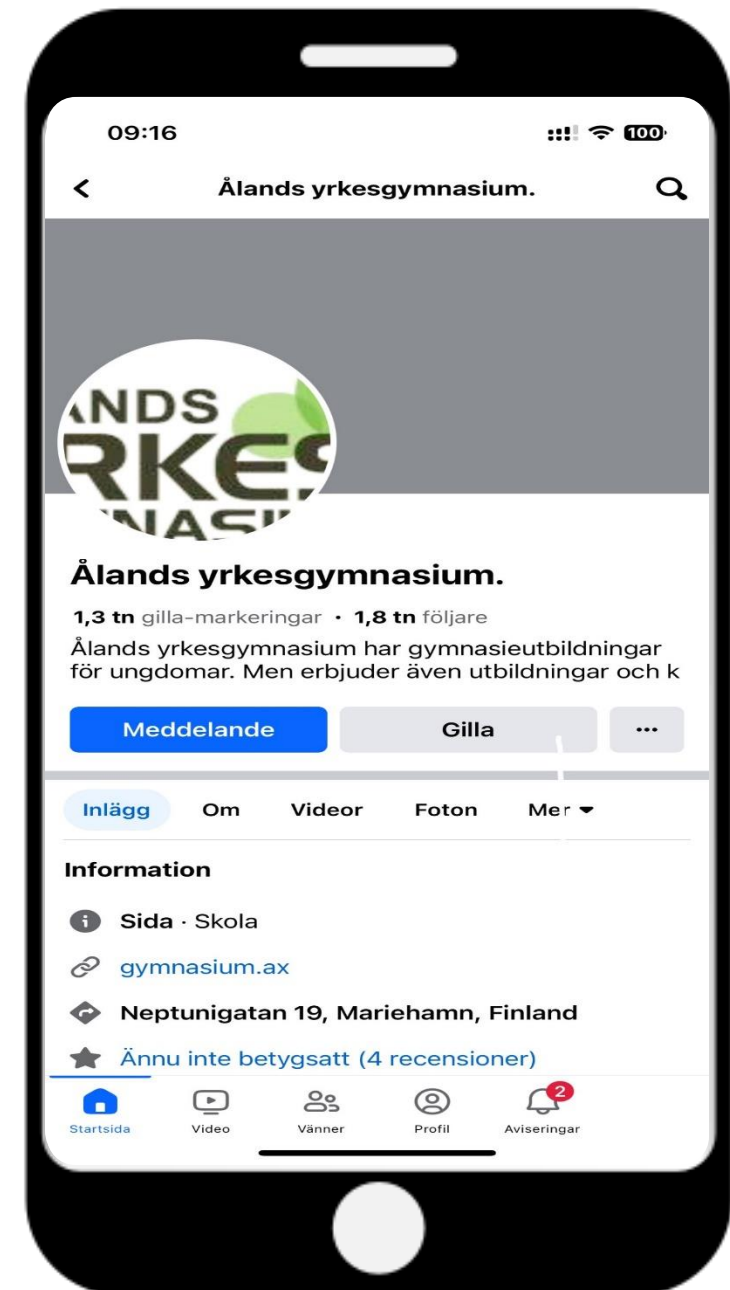 09:16
100
Ålands yrkesgymnasium.
ANDS
RKES
NNASIU
Ålands yrkesgymnasium.
1,3 tn gilla-markeringar · 1,8 tn följare
Ålands yrkesgymnasium har gymnasieutbildningar
för ungdomar. Men erbjuder även utbildningar och k
Meddelande Gilla ...
Inlägg Om Videor Foton Mer
Information
Sida · Skola
gymnasium.ax
Neptunigatan 19, Mariehamn, Finland
Ännu inte betygsatt (4 recensioner)
2
Startsida Video Vänner Profil Aviseringar